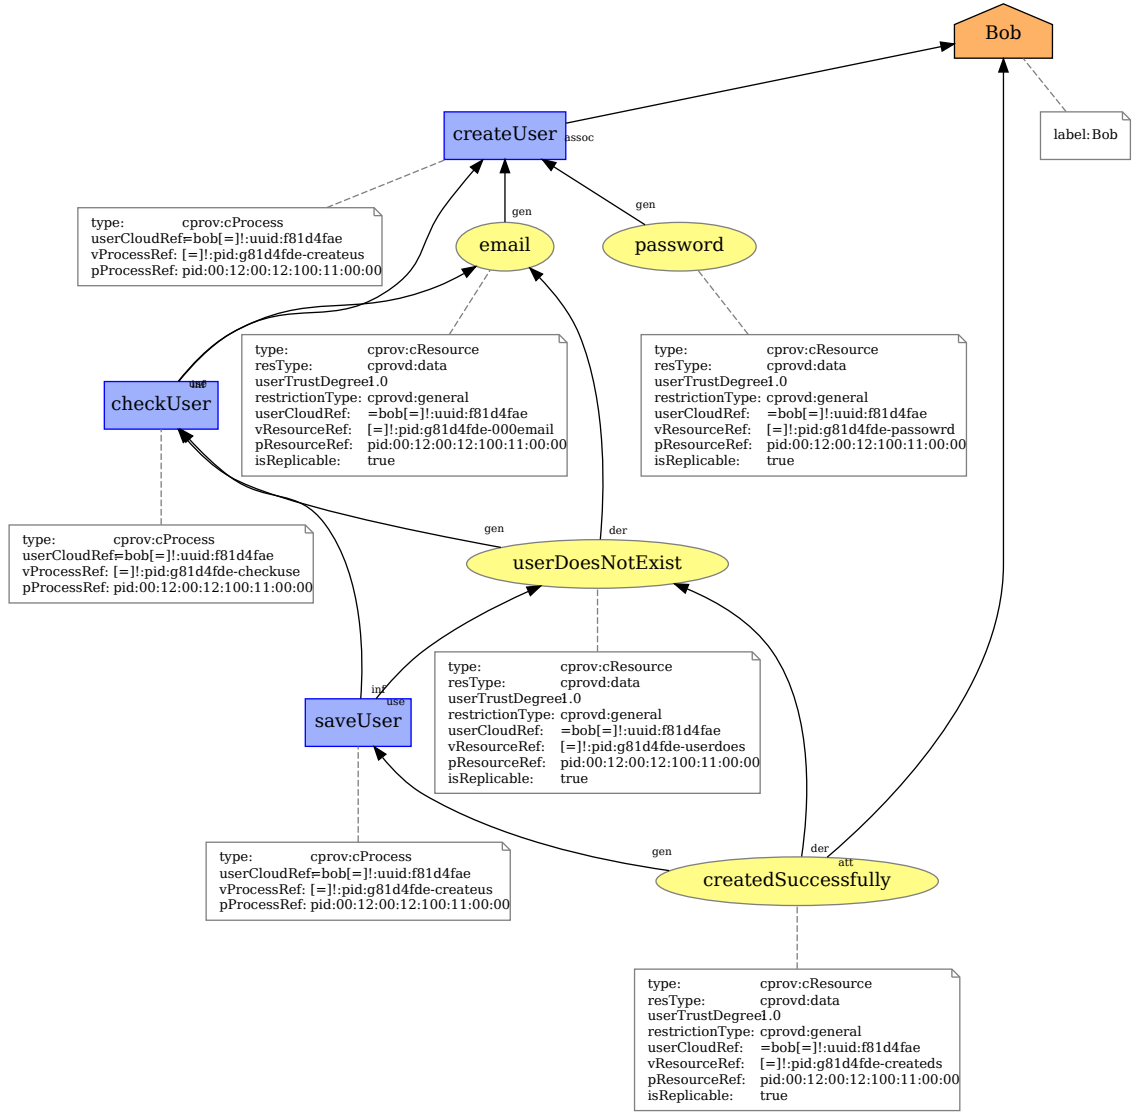 Bob
createUser
assoc
label: Bob
type: cprov:cProcess
userCloudRef:=bob[=]!:uuid:f81d4fae
vProcessRef: [=]!:pid:g81d4fde-createus
pProcessRef: pid:00:12:00:12:100:11:00:00
gen
gen
email
password
type: cprov:cResource
resType: cprovd:data
userTrustDegree:1.0
restrictionType: cprovd:general
userCloudRef: =bob[=]!:uuid:f81d4fae
vResourceRef: [=]!:pid:g81d4fde-000email
pResourceRef: pid:00:12:00:12:100:11:00:00
isReplicable: true
type: cprov:cResource
resType: cprovd:data
userTrustDegree:1.0
restrictionType: cprovd:general
userCloudRef: =bob[=]!:uuid:f81d4fae
vResourceRef: [=]!:pid:g81d4fde-passowrd
pResourceRef: pid:00:12:00:12:100:11:00:00
isReplicable: true
use
inf
checkUser
type: cprov:cProcess
userCloudRef:=bob[=]!:uuid:f81d4fae
vProcessRef: [=]!:pid:g81d4fde-checkuse
pProcessRef: pid:00:12:00:12:100:11:00:00
gen
der
userDoesNotExist
type: cprov:cResource
resType: cprovd:data
userTrustDegree:1.0
restrictionType: cprovd:general
userCloudRef: =bob[=]!:uuid:f81d4fae
vResourceRef: [=]!:pid:g81d4fde-userdoes
pResourceRef: pid:00:12:00:12:100:11:00:00
isReplicable: true
inf
use
saveUser
type: cprov:cProcess
userCloudRef:=bob[=]!:uuid:f81d4fae
vProcessRef: [=]!:pid:g81d4fde-createus
pProcessRef: pid:00:12:00:12:100:11:00:00
gen
der
att
createdSuccessfully
type: cprov:cResource
resType: cprovd:data
userTrustDegree:1.0
restrictionType: cprovd:general
userCloudRef: =bob[=]!:uuid:f81d4fae
vResourceRef: [=]!:pid:g81d4fde-createds
pResourceRef: pid:00:12:00:12:100:11:00:00
isReplicable: true